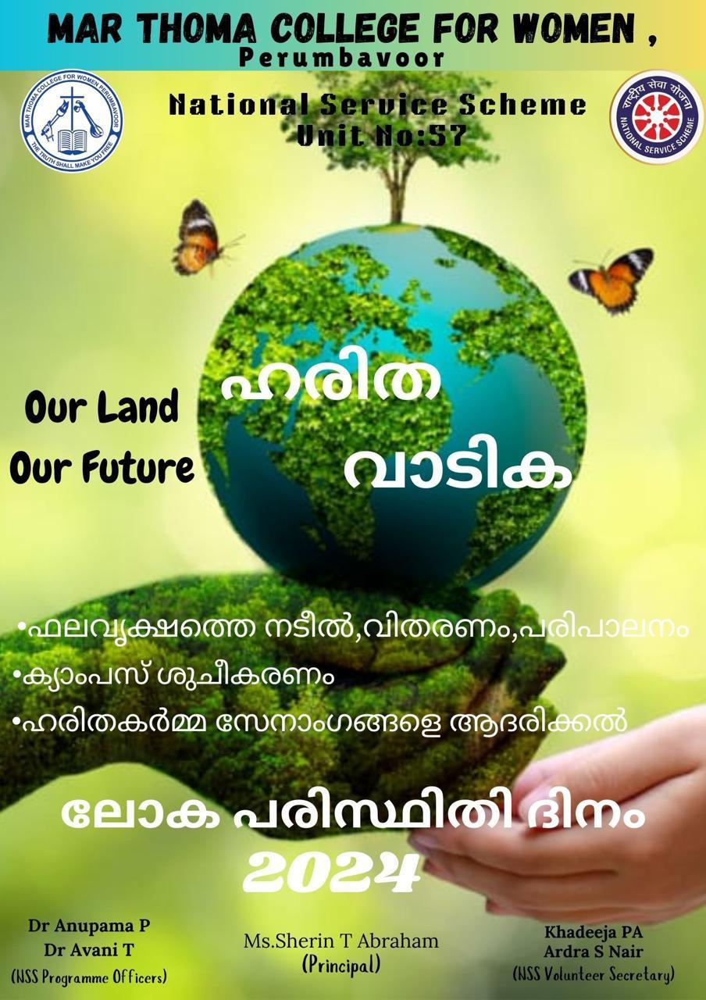 MAR THOMA COLLEGE FOR WOMEN ,
Perumbavoor
MAR THOMA COLLEGE FOR WOMEN PERUMBAVOOR
THE TRUTH SHALL MAKE YOU FREE
National Service Scheme
Unit No:57
राष्ट्रीय सेवा योजना
NATIONAL SERVICE SCHEME
ഹരിത
വാടിക
Our Land
Our Future
•ഫലവൃക്ഷത്തെ നടീൽ,വിതരണം,പരിപാലനം
•ക്യാംപസ് ശുചീകരണം
•ഹരിതകർമ്മ സേനാംഗങ്ങളെ ആദരിക്കൽ
ലോക പരിസ്ഥിതി ദിനം
2024
Dr Anupama P
Dr Avani T
(NSS Programme Officers)
Ms.Sherin T Abraham
(Principal)
Khadeeja PA
Ardra S Nair
(NSS Volunteer Secretary)